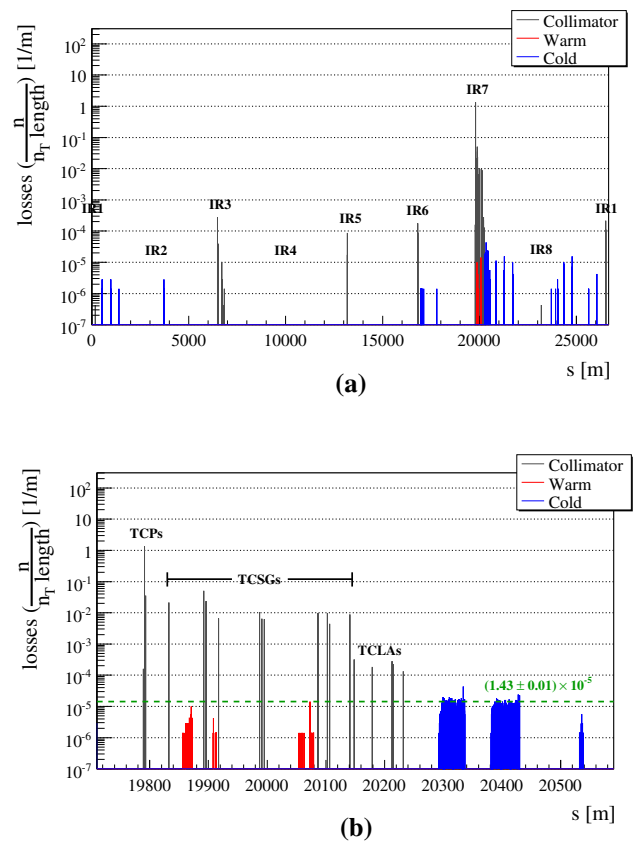 Collimator
Warm
Cold
losses (n/n_T length) [1/m]
10^2
10
1
10^-1
10^-2
10^-3
10^-4
10^-5
10^-6
10^-7
IR1
IR2
IR3
IR4
IR5
IR6
IR7
IR8
IR1
0 5000 10000 15000 20000 25000
s [m]
(a)
Collimator
Warm
Cold
losses (n/n_T length) [1/m]
10^2
10
1
10^-1
10^-2
10^-3
10^-4
10^-5
10^-6
10^-7
TCPs
TCSGs
TCLAs
(1.43 ± 0.01) × 10^-5
19800 19900 20000 20100 20200 20300 20400 20500
s [m]
(b)